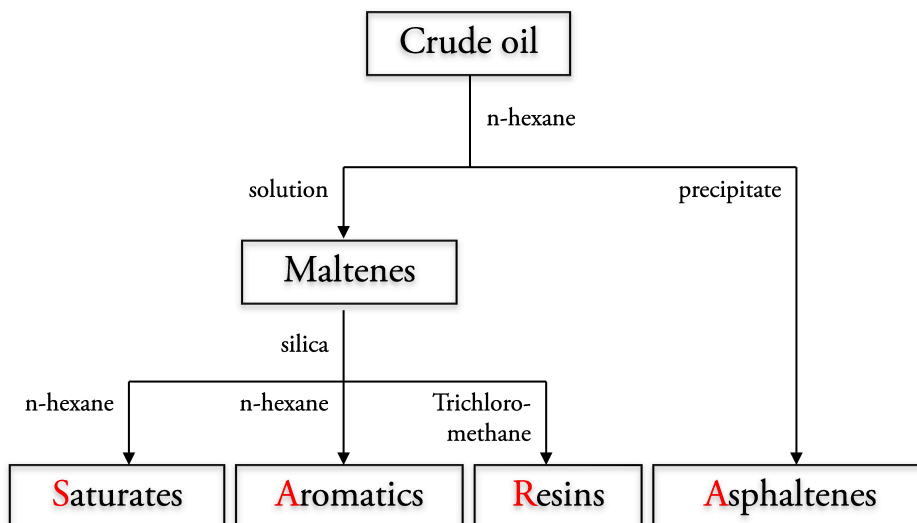 Crude oil
n-hexane
solution
precipitate
Maltenes
silica
n-hexane
n-hexane
Trichloro-
methane
Saturates
Aromatics
Resins
Asphaltenes